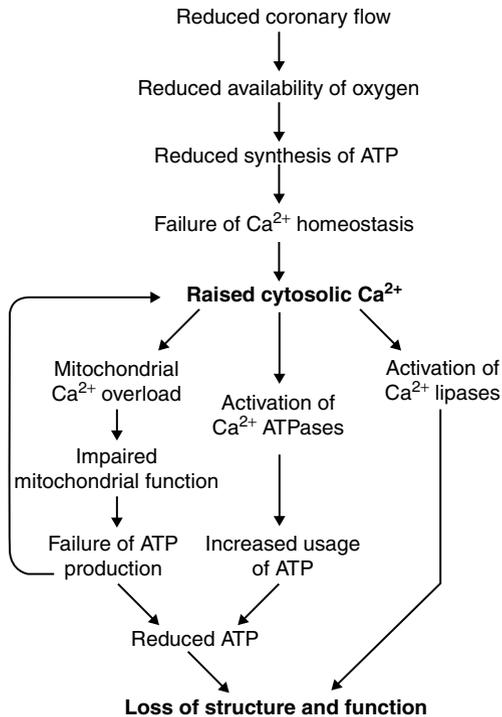 Reduced coronary flow
Reduced availability of oxygen
Reduced synthesis of ATP
Failure of Ca²⁺ homeostasis
Raised cytosolic Ca²⁺
Mitochondrial
Ca²⁺ overload
Impaired
mitochondrial function
Failure of ATP
production
Activation of
Ca²⁺ ATPases
Increased usage
of ATP
Activation of
Ca²⁺ lipases
Reduced ATP
Loss of structure and function